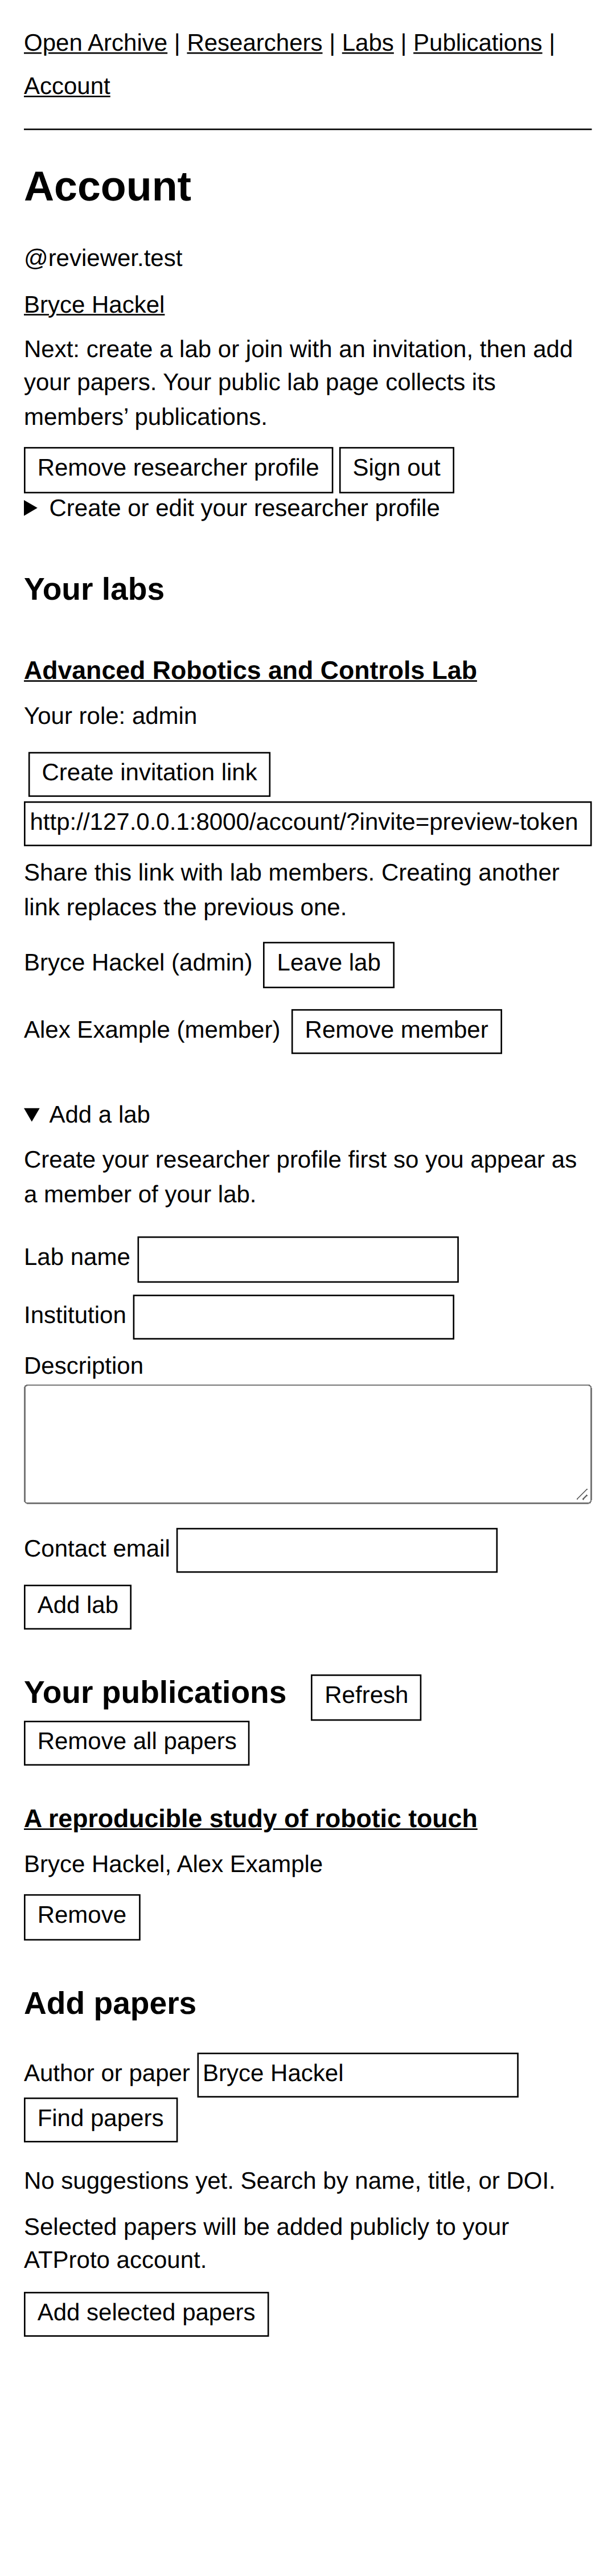 Open Archive | Researchers | Labs | Publications |
Account
Account
@reviewer.test
Bryce Hackel
Next: create a lab or join with an invitation, then add
your papers. Your public lab page collects its
members’ publications.
Remove researcher profile Sign out
Create or edit your researcher profile
Your labs
Advanced Robotics and Controls Lab
Your role: admin
Create invitation link
http://127.0.0.1:8000/account/?invite=preview-token
Share this link with lab members. Creating another
link replaces the previous one.
Bryce Hackel (admin) Leave lab
Alex Example (member) Remove member
Add a lab
Create your researcher profile first so you appear as
a member of your lab.
Lab name
Institution
Description
Contact email
Add lab
Your publications Refresh
Remove all papers
A reproducible study of robotic touch
Bryce Hackel, Alex Example
Remove
Add papers
Author or paper Bryce Hackel
Find papers
No suggestions yet. Search by name, title, or DOI.
Selected papers will be added publicly to your
ATProto account.
Add selected papers